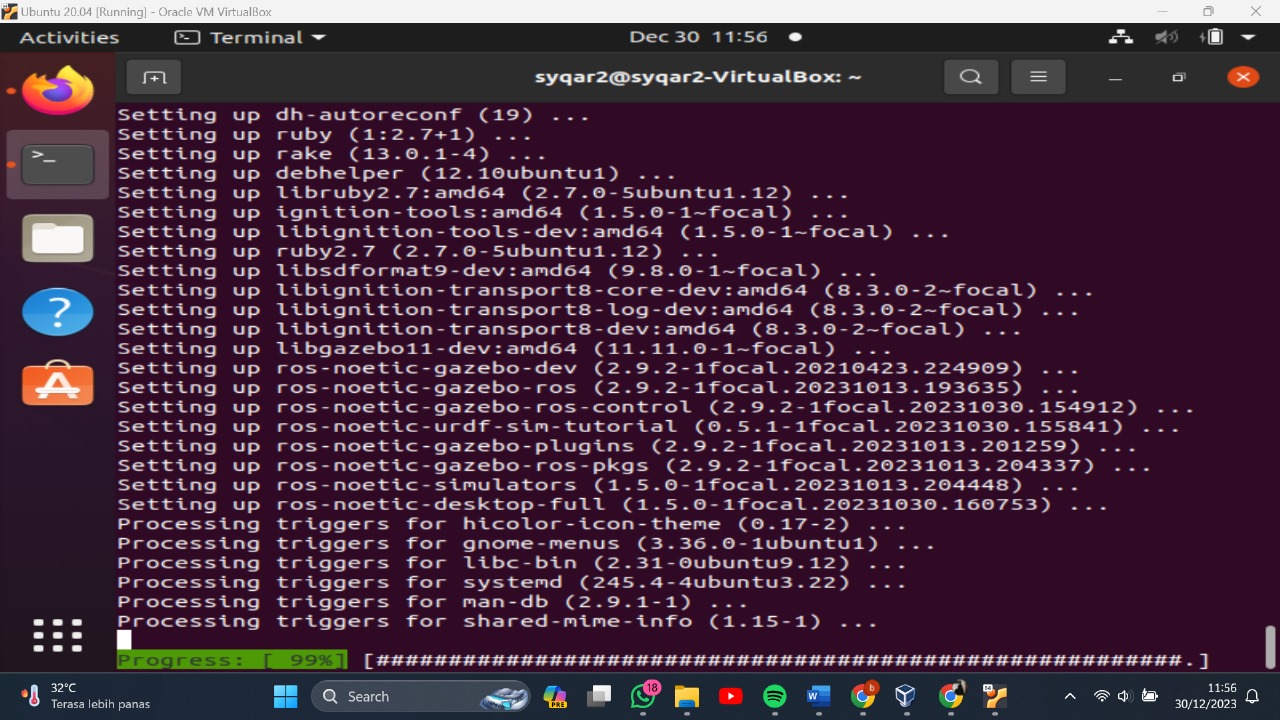 Ubuntu 20.04 [Running] - Oracle VM VirtualBox
Activities Terminal Dec 30 11:56
syqar2@syqar2-VirtualBox: ~
Setting up dh-autoreconf (19) ...
Setting up ruby (1:2.7+1) ...
Setting up rake (13.0.1-4) ...
Setting up debhelper (12.10ubuntu1) ...
Setting up libruby2.7:amd64 (2.7.0-5ubuntu1.12) ...
Setting up ignition-tools:amd64 (1.5.0-1~focal) ...
Setting up libignition-tools-dev:amd64 (1.5.0-1~focal) ...
Setting up ruby2.7 (2.7.0-5ubuntu1.12) ...
Setting up libsdformat9-dev:amd64 (9.8.0-1~focal) ...
Setting up libignition-transport8-core-dev:amd64 (8.3.0-2~focal) ...
Setting up libignition-transport8-log-dev:amd64 (8.3.0-2~focal) ...
Setting up libignition-transport8-dev:amd64 (8.3.0-2~focal) ...
Setting up libgazebo11-dev:amd64 (11.11.0-1~focal) ...
Setting up ros-noetic-gazebo-dev (2.9.2-1focal.20210423.224909) ...
Setting up ros-noetic-gazebo-ros (2.9.2-1focal.20231013.193635) ...
Setting up ros-noetic-gazebo-ros-control (2.9.2-1focal.20231030.154912) ...
Setting up ros-noetic-urdf-sim-tutorial (0.5.1-1focal.20231030.155841) ...
Setting up ros-noetic-gazebo-plugins (2.9.2-1focal.20231013.201259) ...
Setting up ros-noetic-gazebo-ros-pkgs (2.9.2-1focal.20231013.204337) ...
Setting up ros-noetic-simulators (1.5.0-1focal.20231013.204448) ...
Setting up ros-noetic-desktop-full (1.5.0-1focal.20231030.160753) ...
Processing triggers for hicolor-icon-theme (0.17-2) ...
Processing triggers for gnome-menus (3.36.0-1ubuntu1) ...
Processing triggers for libc-bin (2.31-0ubuntu9.12) ...
Processing triggers for systemd (245.4-4ubuntu3.22) ...
Processing triggers for man-db (2.9.1-1) ...
Processing triggers for shared-mime-info (1.15-1) ...
Progress: [ 99%] [########################################################.]
32°C
Terasa lebih panas
Search
PRE
18
b
11:56
30/12/2023